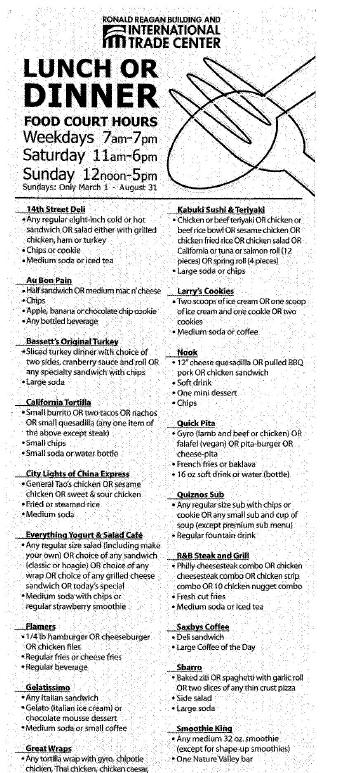 RONALD REAGAN BUILDING AND
INTERNATIONAL
TRADE CENTER
LUNCH OR
DINNER
FOOD COURT HOURS
Weekdays 7am-7pm
Saturday 11am-6pm
Sunday 12noon-5pm
Sundays: Only March 1 - August 31
14th Street Deli
• Any regular eight-inch cold or hot
sandwich OR salad either with grilled
chicken, ham or turkey
• Chips or cookie
• Medium soda or iced tea
Au Bon Pain
• Half sandwich OR medium mac n' cheese
• Chips
• Apple, banana or chocolate chip cookie
• Any bottled beverage
Bassett's Original Turkey
• Sliced turkey dinner with choice of
two sides, cranberry sauce and roll OR
any specialty sandwich with chips
• Large soda
California Tortilla
• Small burrito OR two tacos OR nachos
OR small quesadilla (any one item of
the above except steak)
• Small chips
• Small soda or water bottle
City Lights of China Express
• General Tao's chicken OR sesame
chicken OR sweet & sour chicken
• Fried or steamed rice
• Medium soda
Everything Yogurt & Salad Café
• Any regular size salad (including make
your own) OR choice of any sandwich
(classic or hoagie) OR choice of any
wrap OR choice of any grilled cheese
sandwich OR today's special
• Medium soda with chips or
regular strawberry smoothie
Flamers
• 1/4 lb hamburger OR cheeseburger
OR chicken filet
• Regular fries or cheese fries
• Regular beverage
Gelatissimo
• Any Italian sandwich
• Gelato (Italian ice cream) or
chocolate mousse dessert
• Medium soda or small coffee
Great Wraps
• Any tortilla wrap with gyro, chipotle
chicken, Thai chicken, chicken caesar,
Kabuki Sushi & Teriyaki
• Chicken or beef teriyaki OR chicken or
beef rice bowl OR sesame chicken OR
chicken fried rice OR chicken salad OR
California or tuna or salmon roll (12
pieces) OR spring roll (4 pieces)
• Large soda or chips
Larry's Cookies
• Two scoops of ice cream OR one scoop
of ice cream and one cookie OR two
cookies
• Medium soda or coffee
Nook
• 12" cheese quesadilla OR pulled BBQ
pork OR chicken sandwich
• Soft drink
• One mini dessert
• Chips
Quick Pita
• Gyro (lamb and beef or chicken) OR
falafel (vegan) OR pita-burger OR
cheese-pita
• French fries or baklava
• 16 oz soft drink or water (bottle)
Quiznos Sub
• Any regular size sub with chips or
cookie OR any small sub and cup of
soup (except premium sub menu)
• Regular fountain drink
R&B Steak and Grill
• Philly cheesesteak combo OR chicken
cheesesteak combo OR chicken strip
combo OR 10 chicken nugget combo
• Fresh cut fries
• Medium soda or iced tea
Saxbys Coffee
• Deli sandwich
• Large Coffee of the Day
Sbarro
• Baked ziti OR spaghetti with garlic roll
OR two slices of any thin crust pizza
• Side salad
• Large soda
Smoothie King
• Any medium 32 oz. smoothie
(except for shape-up smoothies)
• One Nature Valley bar